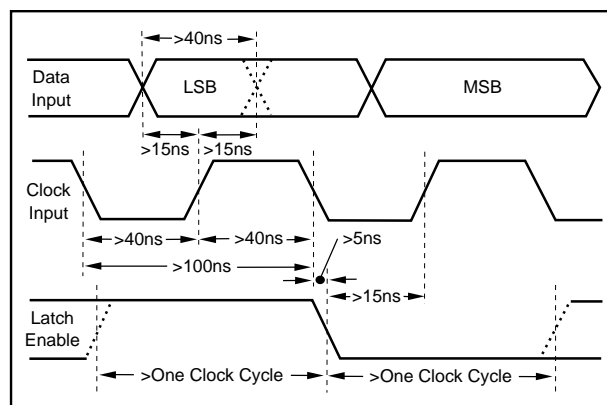 >40ns
Data
Input
LSB
MSB
>15ns
>15ns
Clock
Input
>40ns
>40ns
>5ns
>100ns
>15ns
Latch
Enable
>One Clock Cycle
>One Clock Cycle